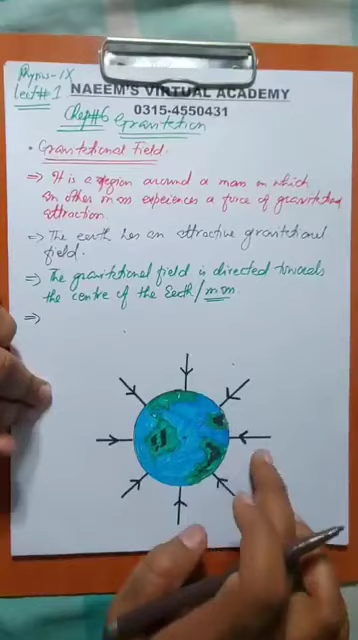 Physics-IX
Lect# 1
NAEEM'S VIRTUAL ACADEMY
0315-4550431
Chap#6 Gravitation
• Gravitational Field.
⇒ It is a region around a mass in which
an other mass experiences a force of gravitational
attraction.
⇒ The earth has an attractive gravitational
field.
⇒ The gravitational field is directed towards
the centre of the Earth/mass.
⇒